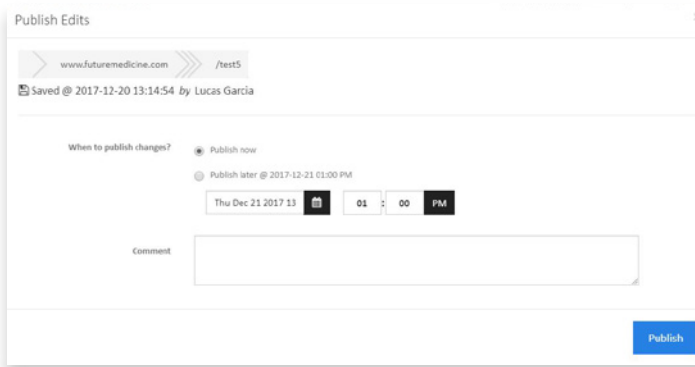 Publish Edits
www.futuremedicine.com /test5
Saved @ 2017-12-20 13:14:54 by Lucas Garcia
When to publish changes? Publish now
Publish later @ 2017-12-21 01:00 PM
Thu Dec 21 2017 13 01 : 00 PM
Comment
Publish